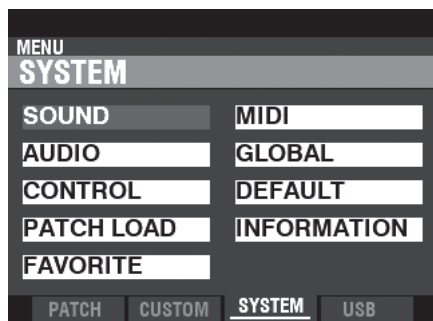 MENU
SYSTEM
SOUND MIDI
AUDIO GLOBAL
CONTROL DEFAULT
PATCH LOAD INFORMATION
FAVORITE
PATCH CUSTOM SYSTEM USB